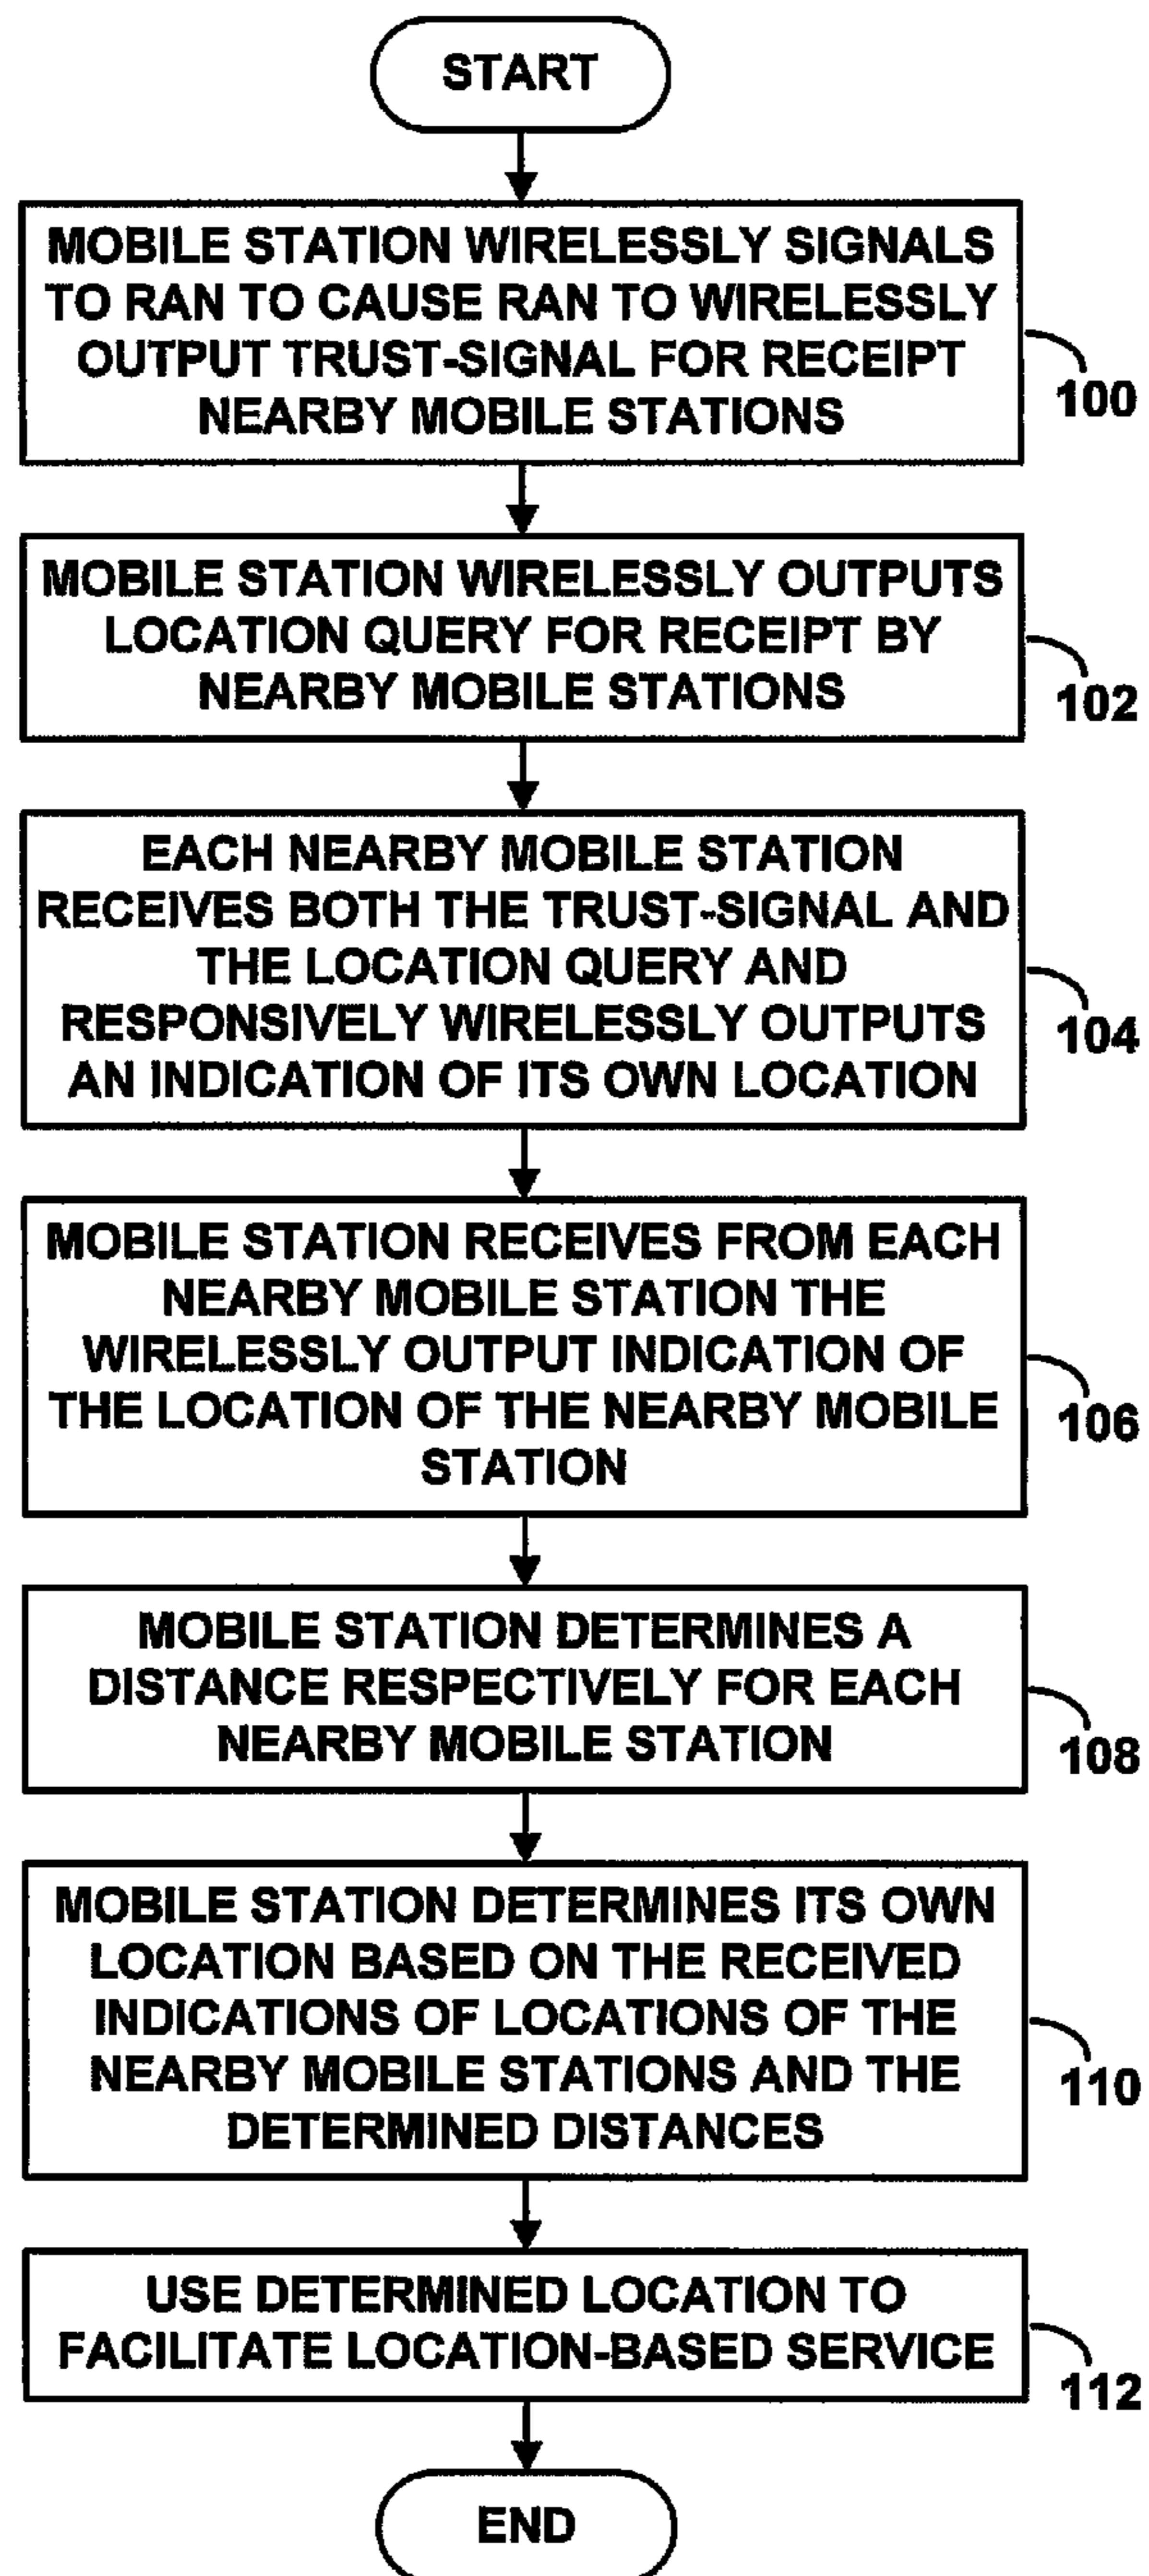 START
MOBILE STATION WIRELESSLY SIGNALS
TO RAN TO CAUSE RAN TO WIRELESSLY
OUTPUT TRUST-SIGNAL FOR RECEIPT
NEARBY MOBILE STATIONS
100
MOBILE STATION WIRELESSLY OUTPUTS
LOCATION QUERY FOR RECEIPT BY
NEARBY MOBILE STATIONS
102
EACH NEARBY MOBILE STATION
RECEIVES BOTH THE TRUST-SIGNAL AND
THE LOCATION QUERY AND
RESPONSIVELY WIRELESSLY OUTPUTS
AN INDICATION OF ITS OWN LOCATION
104
MOBILE STATION RECEIVES FROM EACH
NEARBY MOBILE STATION THE
WIRELESSLY OUTPUT INDICATION OF
THE LOCATION OF THE NEARBY MOBILE
STATION
106
MOBILE STATION DETERMINES A
DISTANCE RESPECTIVELY FOR EACH
NEARBY MOBILE STATION
108
MOBILE STATION DETERMINES ITS OWN
LOCATION BASED ON THE RECEIVED
INDICATIONS OF LOCATIONS OF THE
NEARBY MOBILE STATIONS AND THE
DETERMINED DISTANCES
110
USE DETERMINED LOCATION TO
FACILITATE LOCATION-BASED SERVICE
112
END